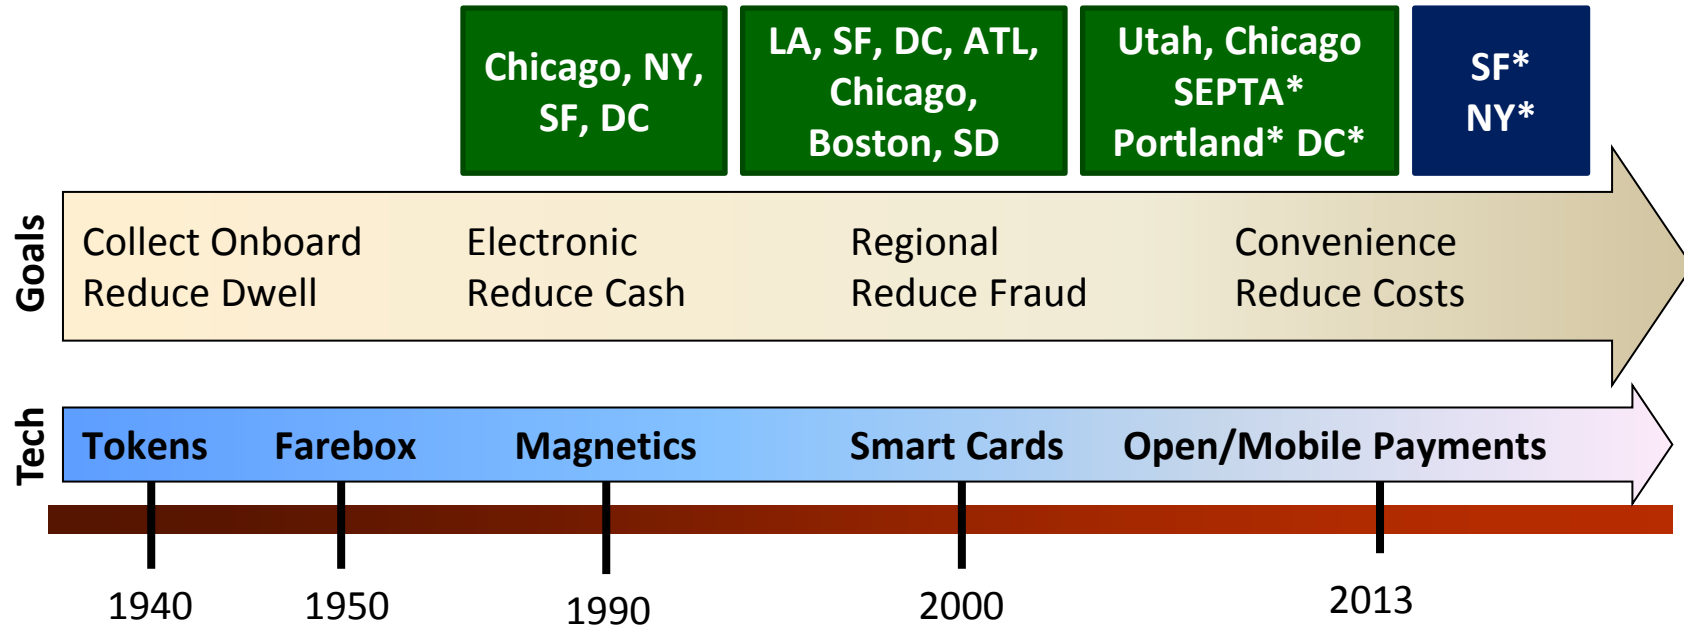 Chicago, NY,
SF, DC
LA, SF, DC, ATL,
Chicago,
Boston, SD
Utah, Chicago
SEPTA*
Portland* DC*
SF*
NY*
Goals
Collect Onboard
Reduce Dwell
Electronic
Reduce Cash
Regional
Reduce Fraud
Convenience
Reduce Costs
Tech
Tokens
Farebox
Magnetics
Smart Cards
Open/Mobile Payments
1940
1950
1990
2000
2013